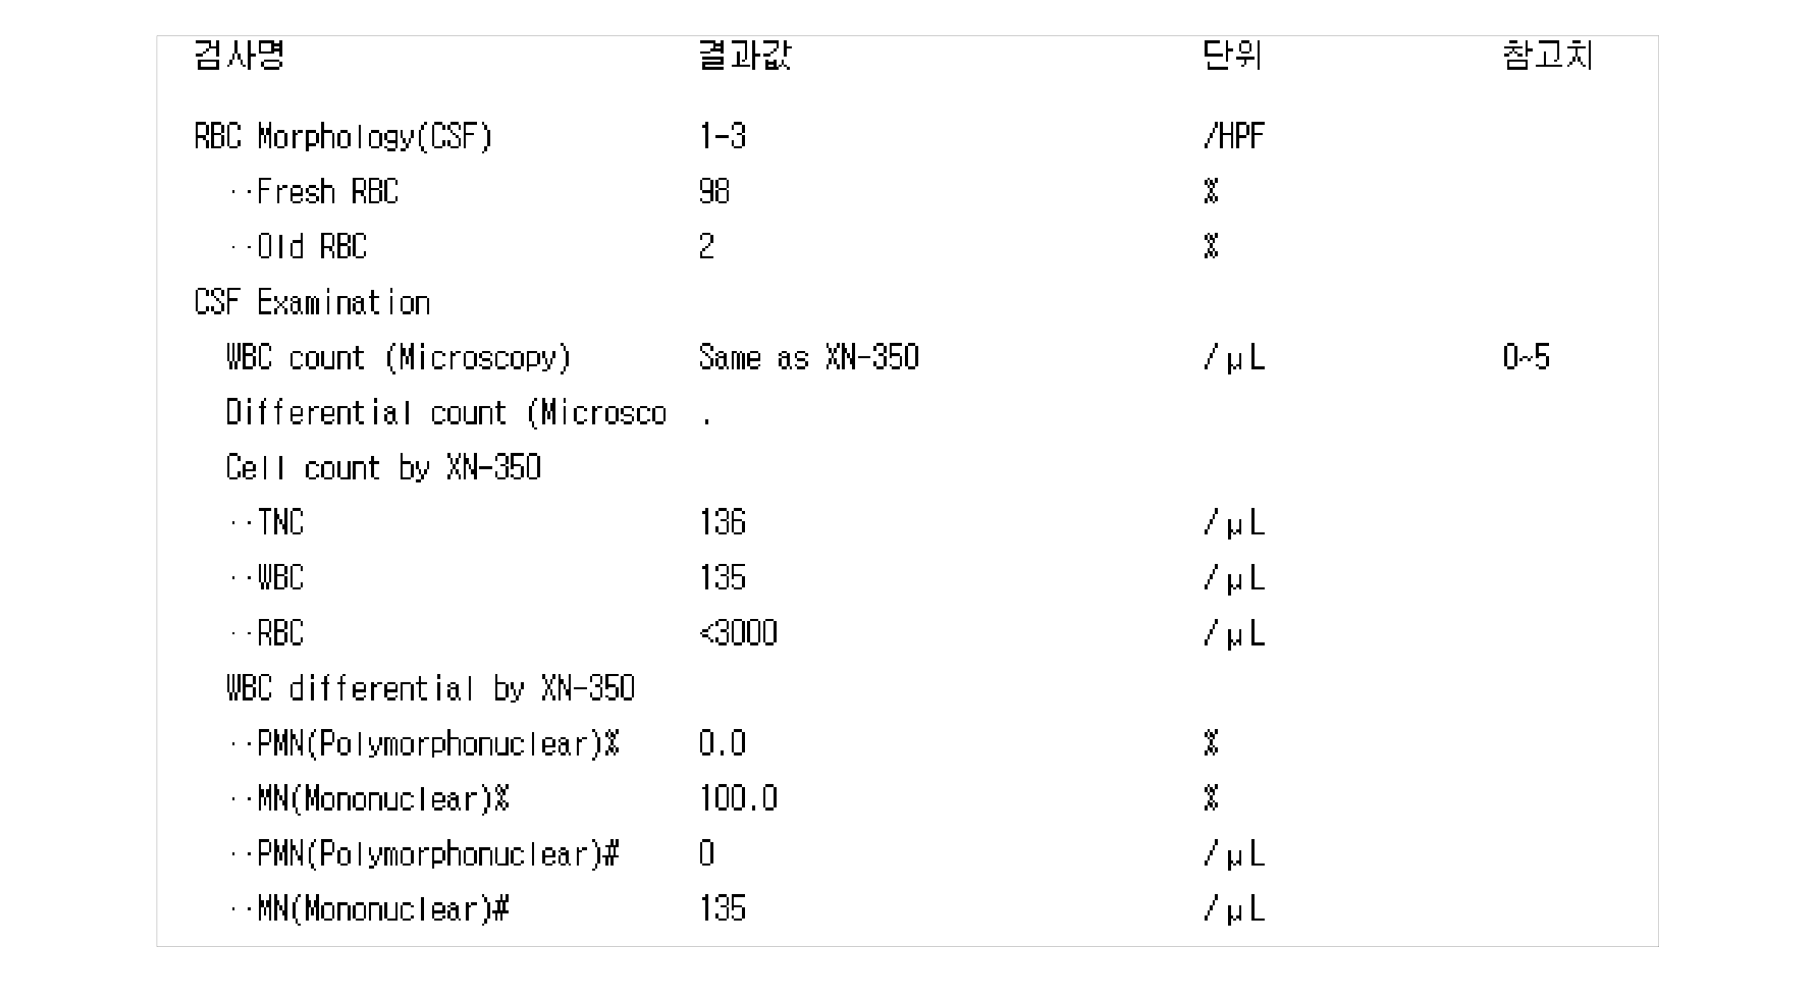 검사명 결과값 단위 참고치
RBC Morphology(CSF) 1-3 /HPF
··Fresh RBC 98 %
··Old RBC 2 %
CSF Examination
WBC count (Microscopy) Same as XN-350 /μL 0~5
Differential count (Microsco .
Cell count by XN-350
··TNC 136 /μL
··WBC 135 /μL
··RBC <3000 /μL
WBC differential by XN-350
··PMN(Polymorphonuclear)% 0.0 %
··MN(Mononuclear)% 100.0 %
··PMN(Polymorphonuclear)# 0 /μL
··MN(Mononuclear)# 135 /μL